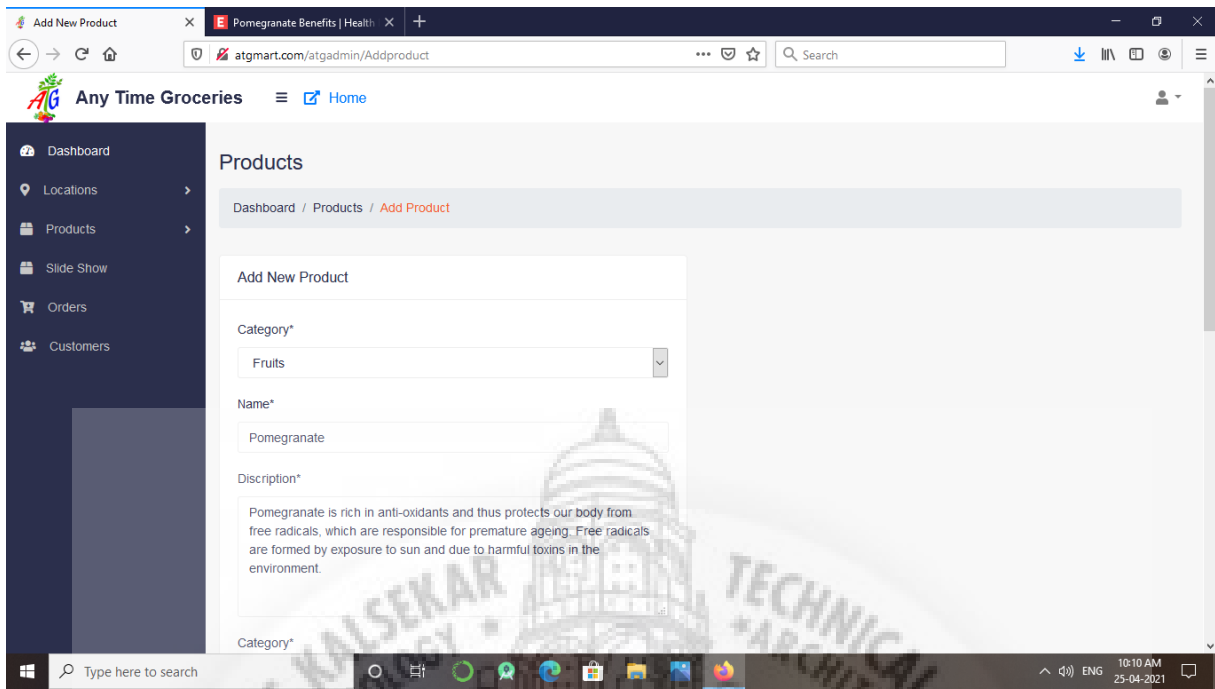 Add New Product
Pomegranate Benefits | Health
atgmart.com/atgadmin/Addproduct
Search
ATG Any Time Groceries
Home
Dashboard
Locations
Products
Slide Show
Orders
Customers
Products
Dashboard / Products / Add Product
Add New Product
Category*
Fruits
Name*
Pomegranate
Discription*
Pomegranate is rich in anti-oxidants and thus protects our body from
free radicals, which are responsible for premature ageing. Free radicals
are formed by exposure to sun and due to harmful toxins in the
environment.
Category*
KALSEKAR
TECHNICAL
Type here to search
ENG
10:10 AM
25-04-2021